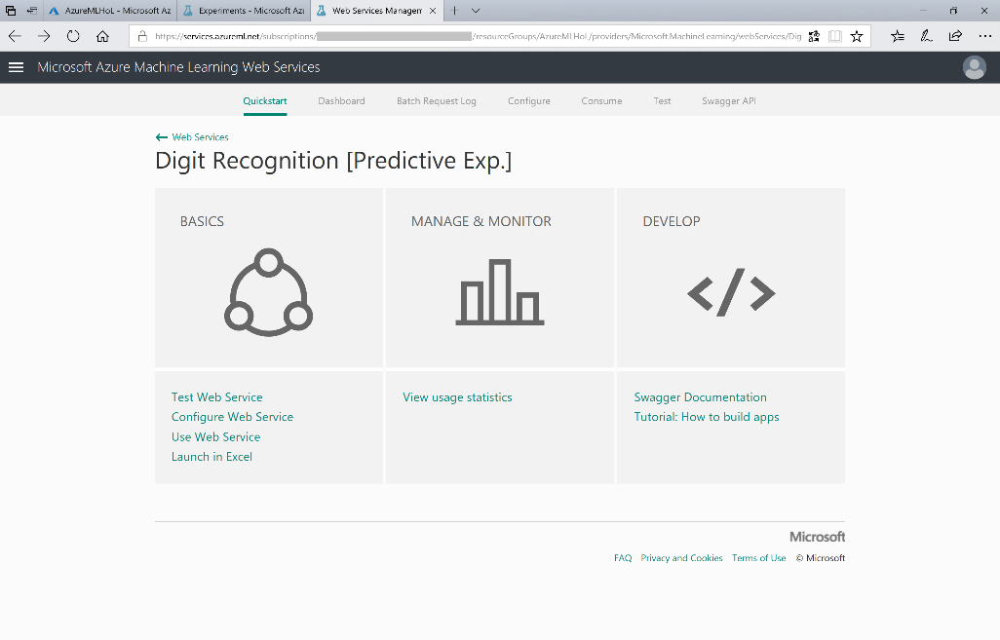 AzureMLHoL - Microsoft Az
Experiments - Microsoft Azu
Web Services Managem
https://services.azureml.net/subscriptions/
/resourceGroups/AzureMLHoL/providers/Microsoft.MachineLearning/webServices/Dig
Microsoft Azure Machine Learning Web Services
Quickstart Dashboard Batch Request Log Configure Consume Test Swagger API
Web Services
Digit Recognition [Predictive Exp.]
BASICS
MANAGE & MONITOR
DEVELOP
Test Web Service
Configure Web Service
Use Web Service
Launch in Excel
View usage statistics
Swagger Documentation
Tutorial: How to build apps
Microsoft
FAQ Privacy and Cookies Terms of Use © Microsoft